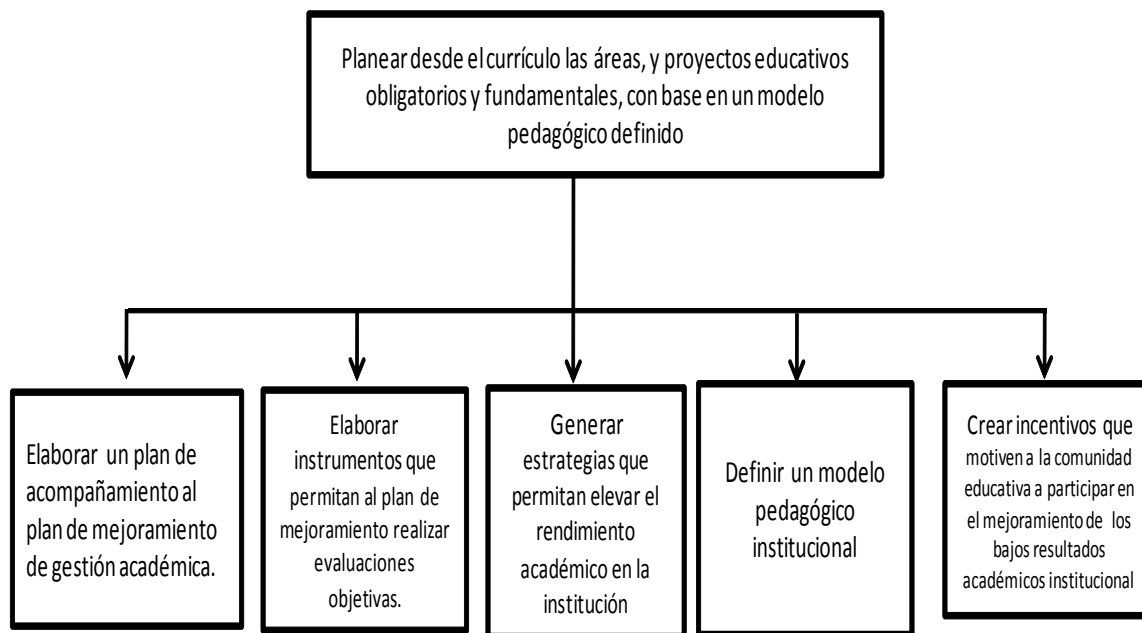 Planear desde el currículo las áreas, y proyectos educativos
obligatorios y fundamentales, con base en un modelo
pedagógico definido
Elaborar un plan de
acompañamiento al
plan de mejoramiento
de gestión académica.
Elaborar
instrumentos que
permitan al plan de
mejoramiento realizar
evaluaciones
objetivas.
Generar
estrategias que
permitan elevar el
rendimiento
académico en la
institución
Definir un modelo
pedagógico
institucional
Crear incentivos que
motiven a la comunidad
educativa a participar en
el mejoramiento de los
bajos resultados
académicos institucional